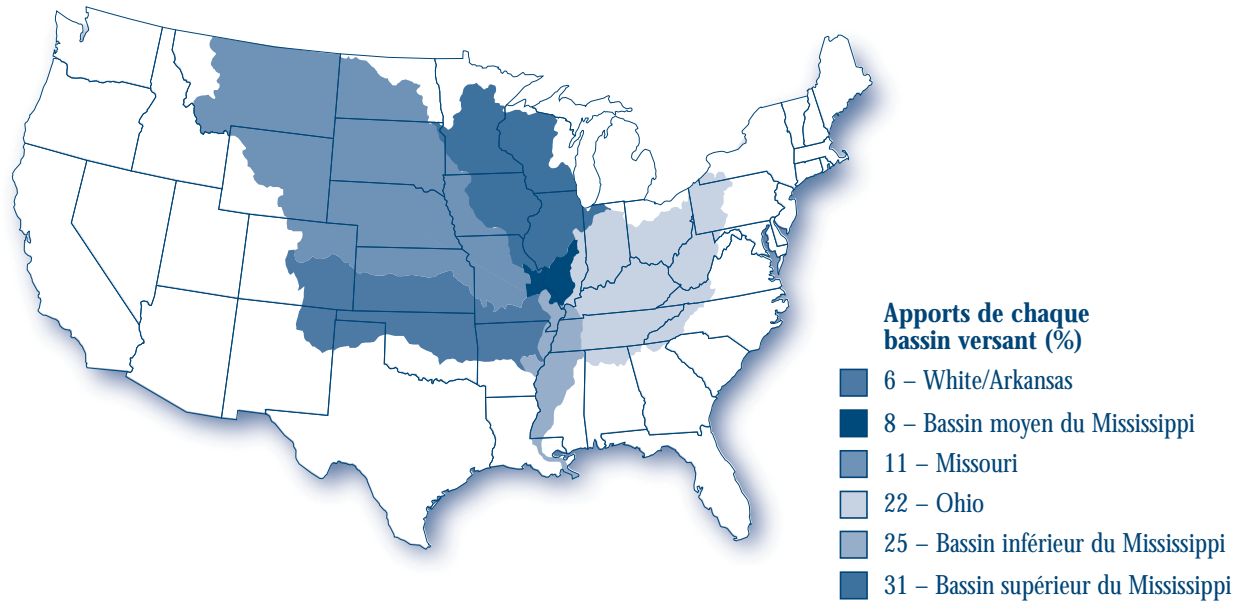 Apports de chaque
bassin versant (%)
6 – White/Arkansas
8 – Bassin moyen du Mississippi
11 – Missouri
22 – Ohio
25 – Bassin inférieur du Mississippi
31 – Bassin supérieur du Mississippi